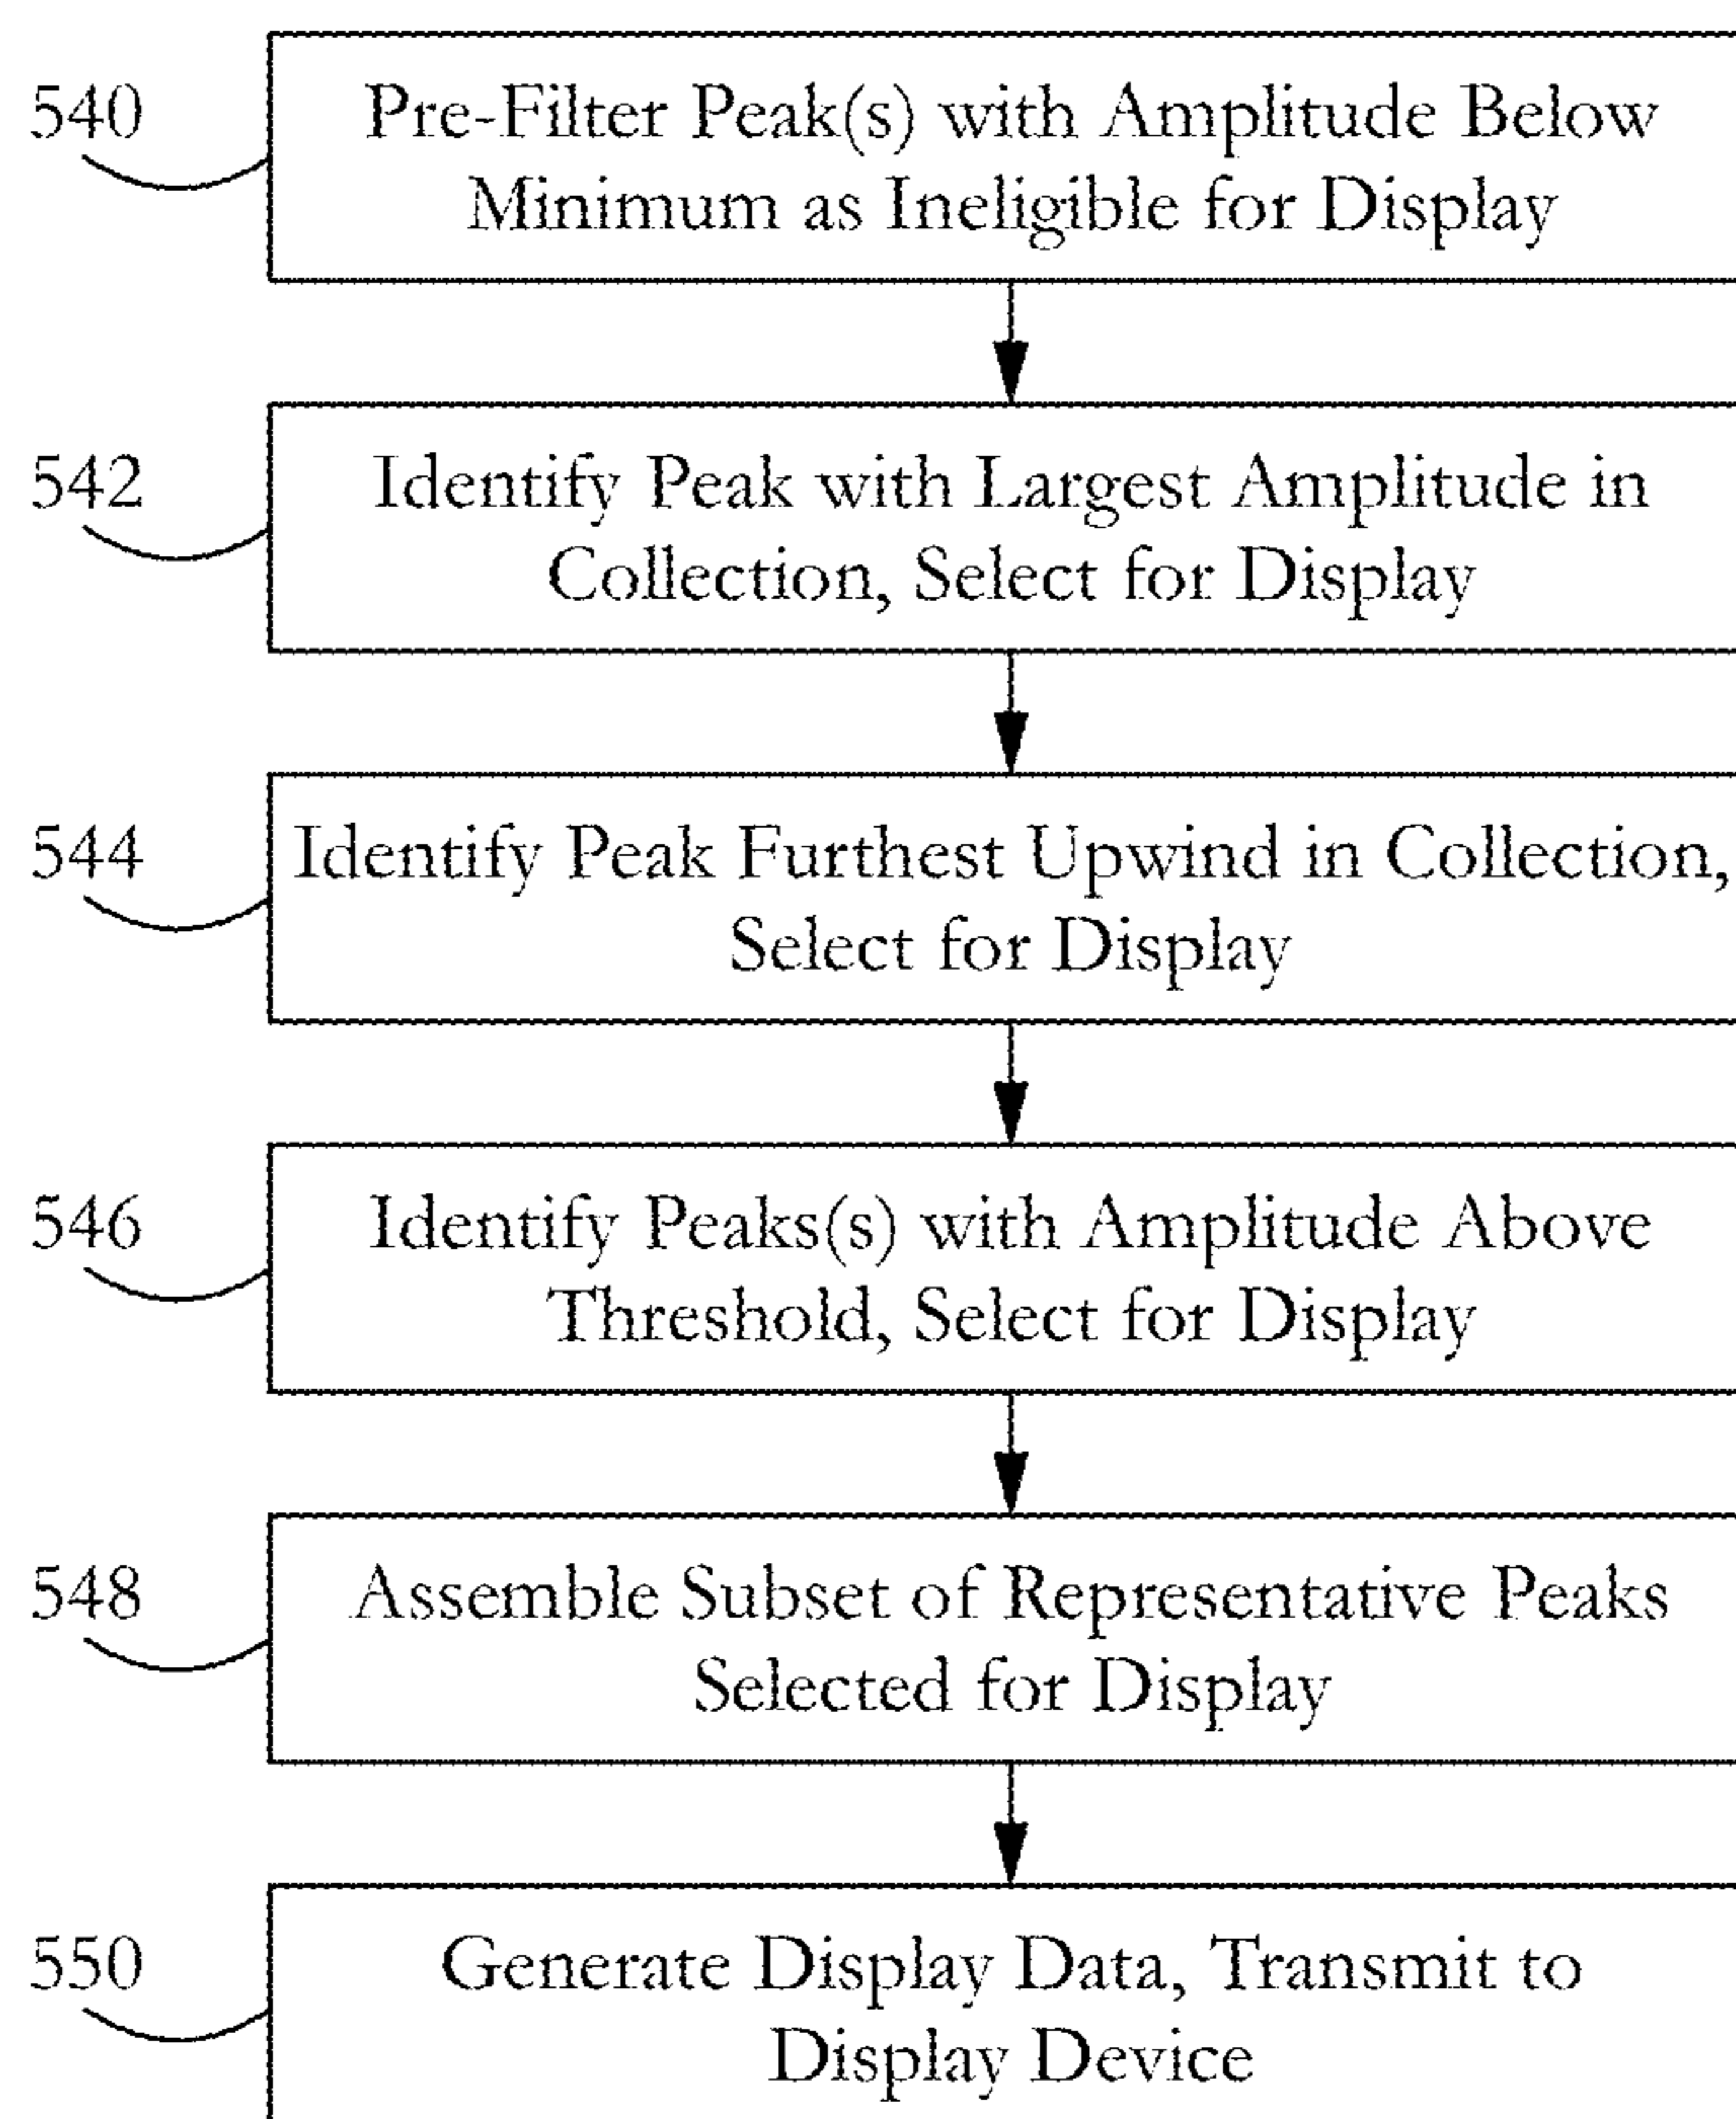 540
Pre-Filter Peak(s) with Amplitude Below
Minimum as Ineligible for Display
542
Identify Peak with Largest Amplitude in
Collection, Select for Display
544
Identify Peak Furthest Upwind in Collection,
Select for Display
546
Identify Peaks(s) with Amplitude Above
Threshold, Select for Display
548
Assemble Subset of Representative Peaks
Selected for Display
550
Generate Display Data, Transmit to
Display Device